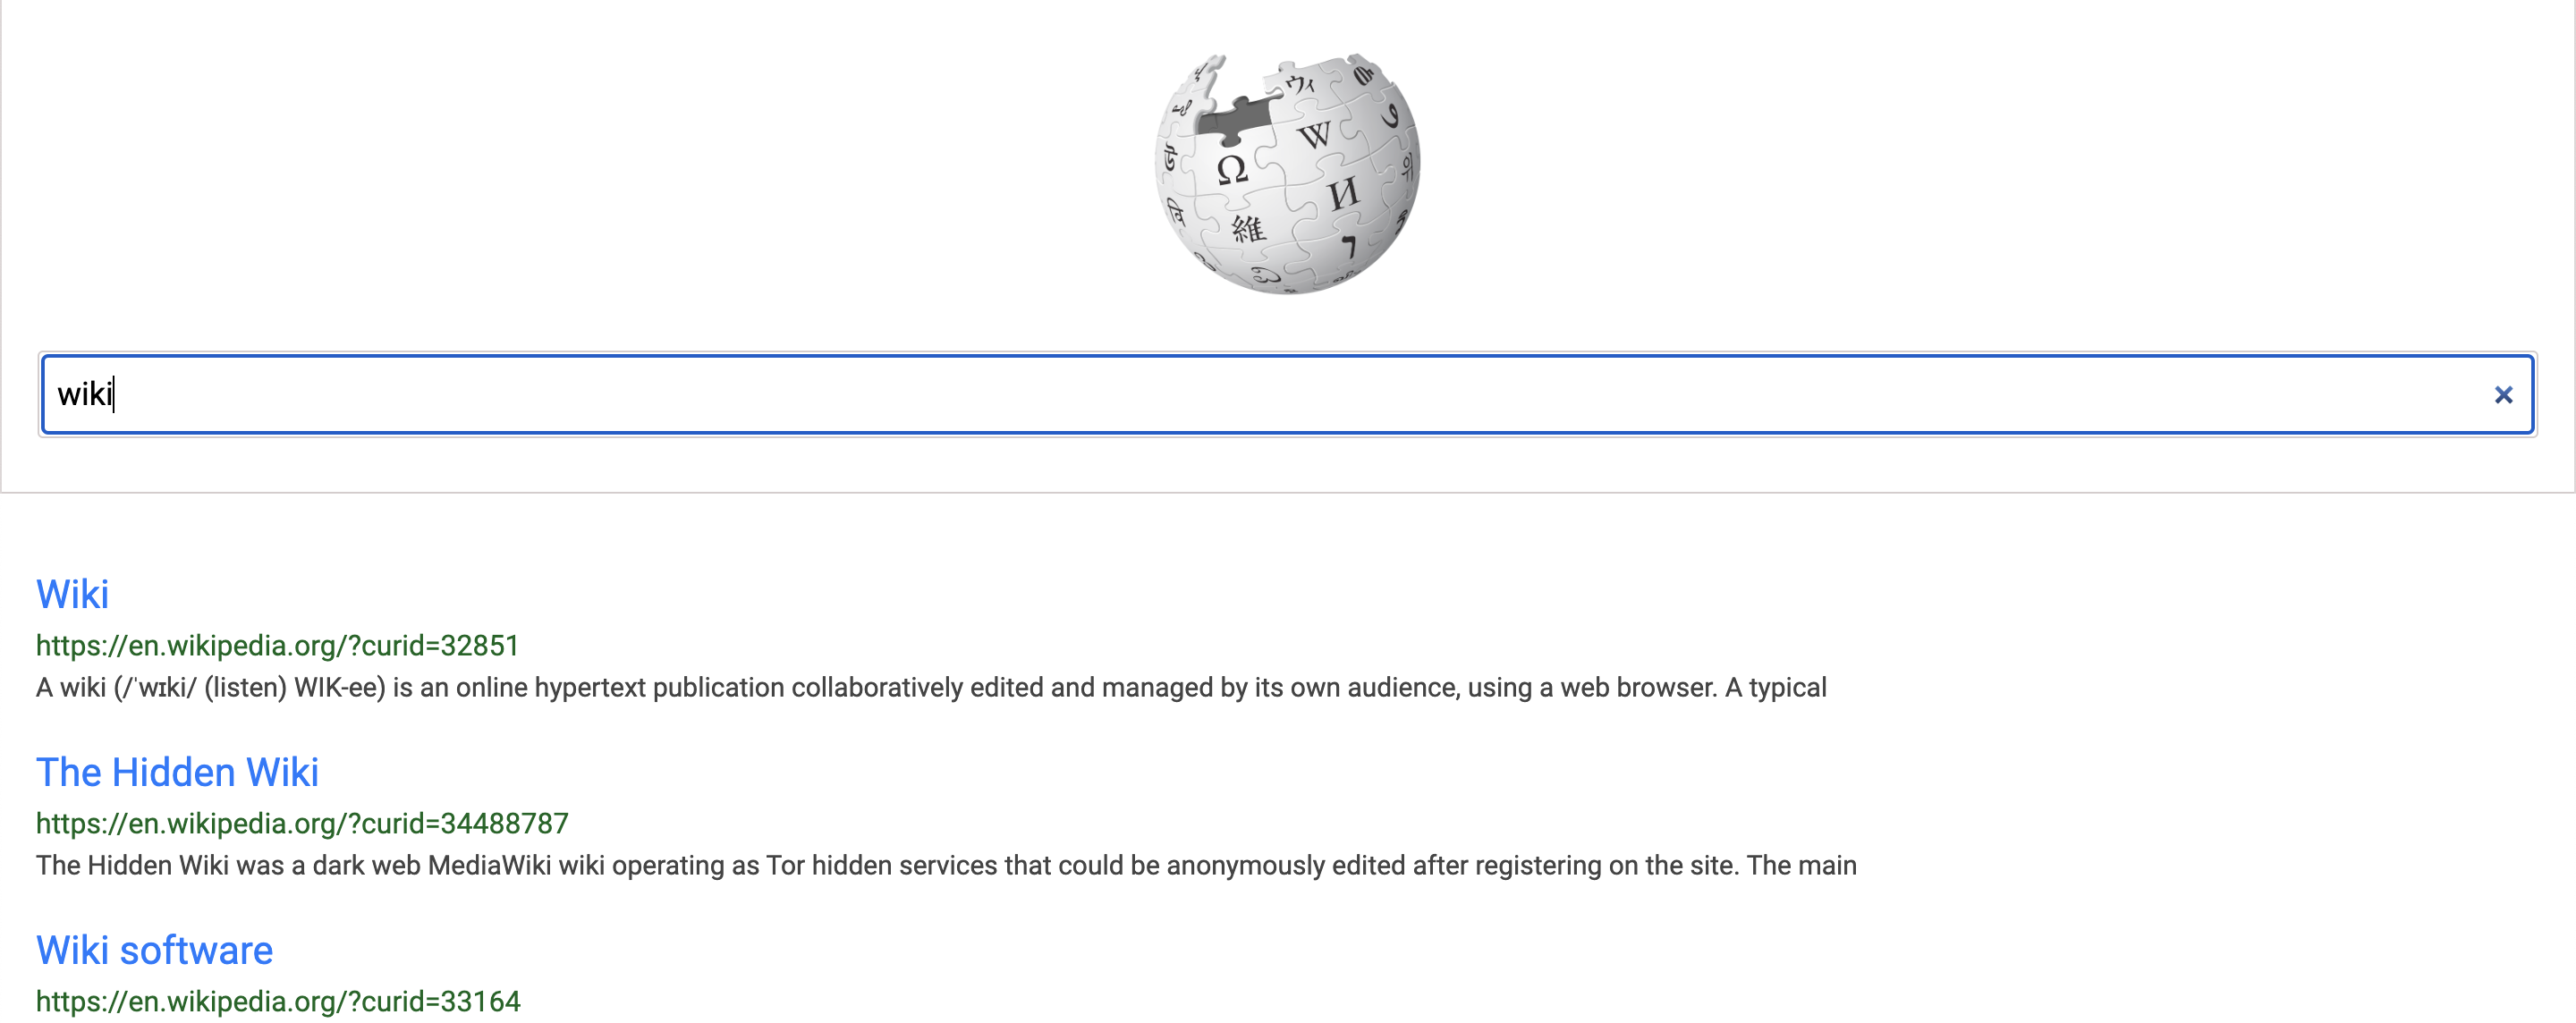 ウィ
W
Ω
И
維
wiki
×
Wiki
https://en.wikipedia.org/?curid=32851
A wiki (/ˈwɪki/ (listen) WIK-ee) is an online hypertext publication collaboratively edited and managed by its own audience, using a web browser. A typical
The Hidden Wiki
https://en.wikipedia.org/?curid=34488787
The Hidden Wiki was a dark web MediaWiki wiki operating as Tor hidden services that could be anonymously edited after registering on the site. The main
Wiki software
https://en.wikipedia.org/?curid=33164